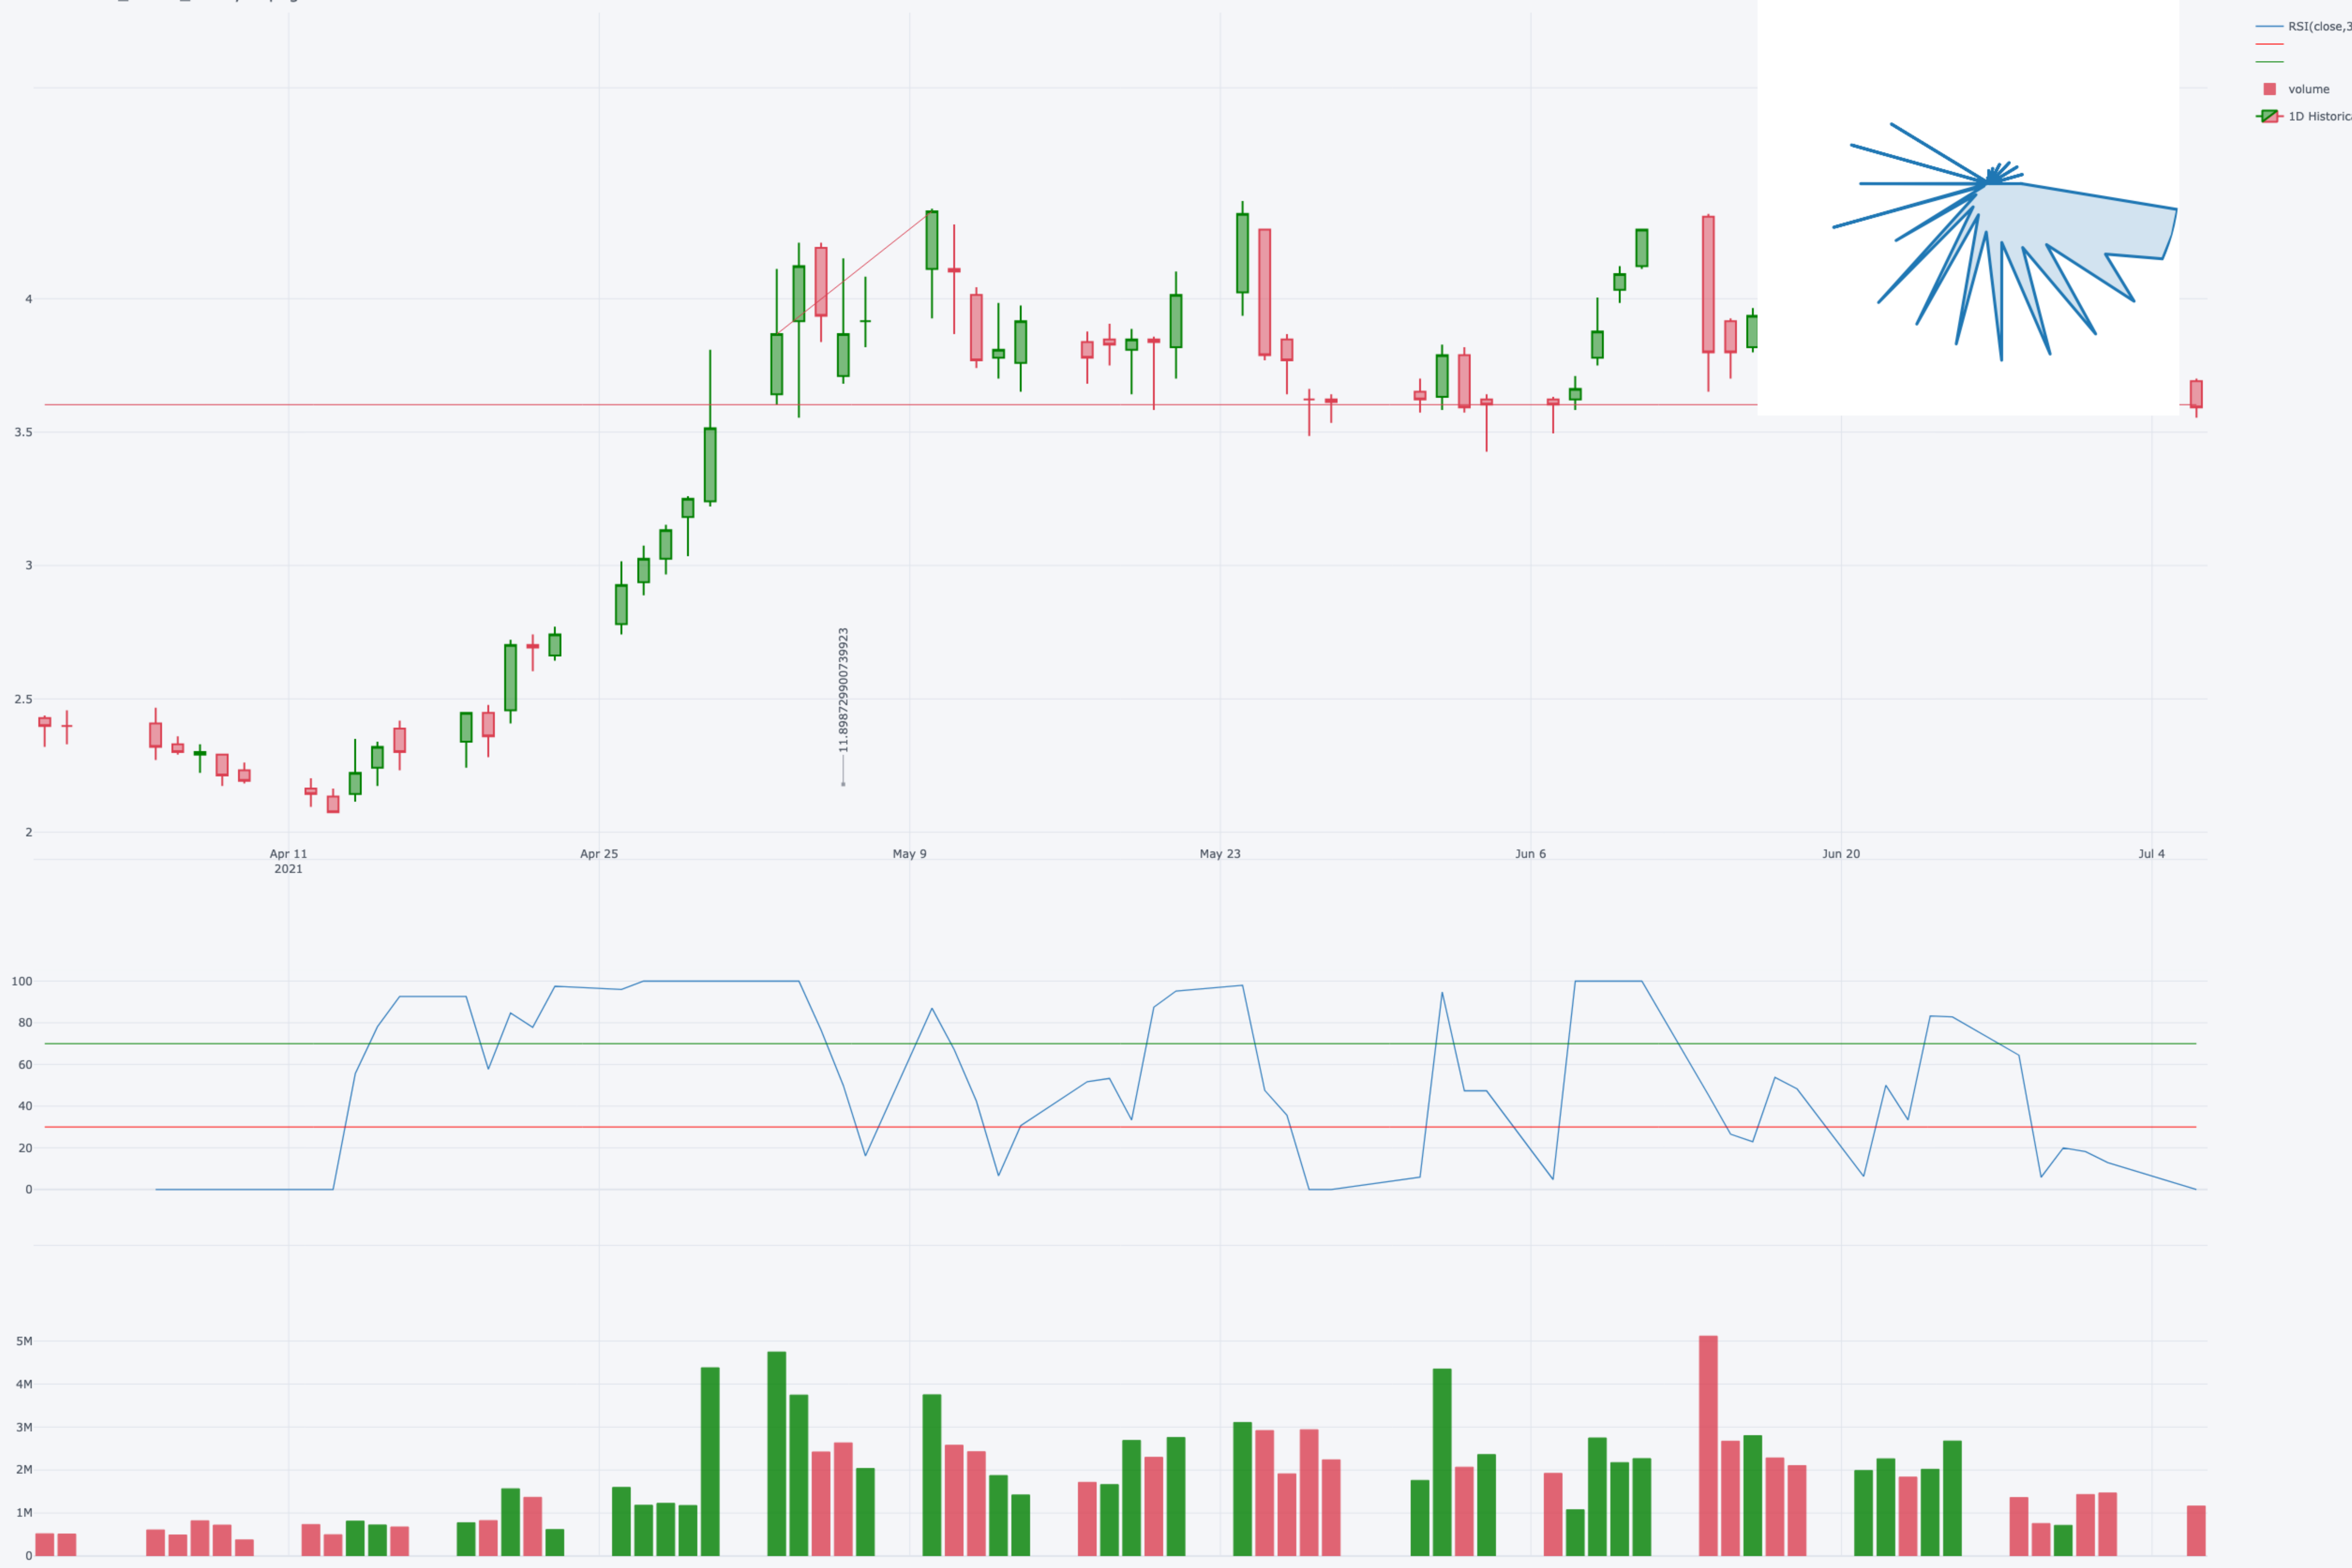 RSI(close,3
volume
1D Historica
4
3.5
3
2.5
2
11.898729900739923
Apr 11
2021
Apr 25
May 9
May 23
Jun 6
Jun 20
Jul 4
100
80
60
40
20
0
5M
4M
3M
2M
1M
0